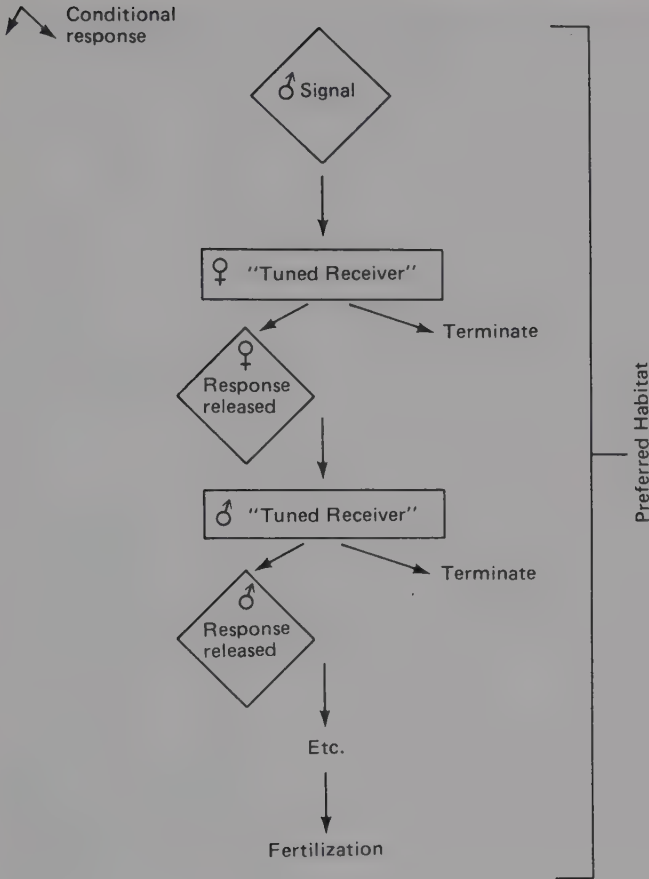 Conditional
response
♂ Signal
♀ "Tuned Receiver"
Terminate
♀
Response
released
♂ "Tuned Receiver"
Terminate
♂
Response
released
Etc.
Fertilization
Preferred Habitat